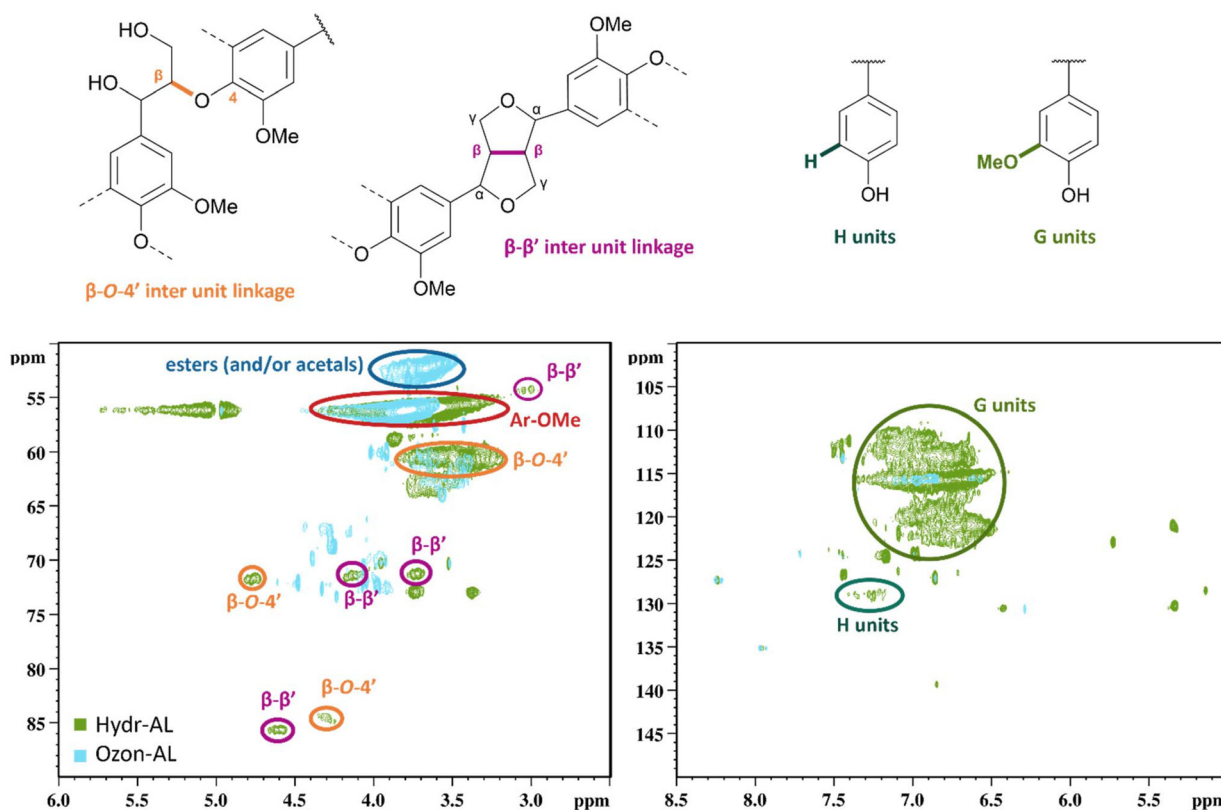 HO
β
HO
O
4
OMe
OMe
O
β-O-4' inter unit linkage
OMe
O
O
α
γ
β
β
γ
α
O
O
OMe
β-β' inter unit linkage
H
OH
H units
MeO
OH
G units
ppm
esters (and/or acetals)
β-β'
Ar-OMe
β-O-4'
β-β'
β-O-4'
β-β'
β-β'
β-O-4'
Hydr-AL
Ozon-AL
55
60
65
70
75
80
85
6.0 5.0 4.5 4.0 3.5 3.0 ppm
ppm
G units
H units
105
110
115
120
125
130
135
140
145
8.5 8.0 7.5 7.0 6.5 6.0 5.5 ppm